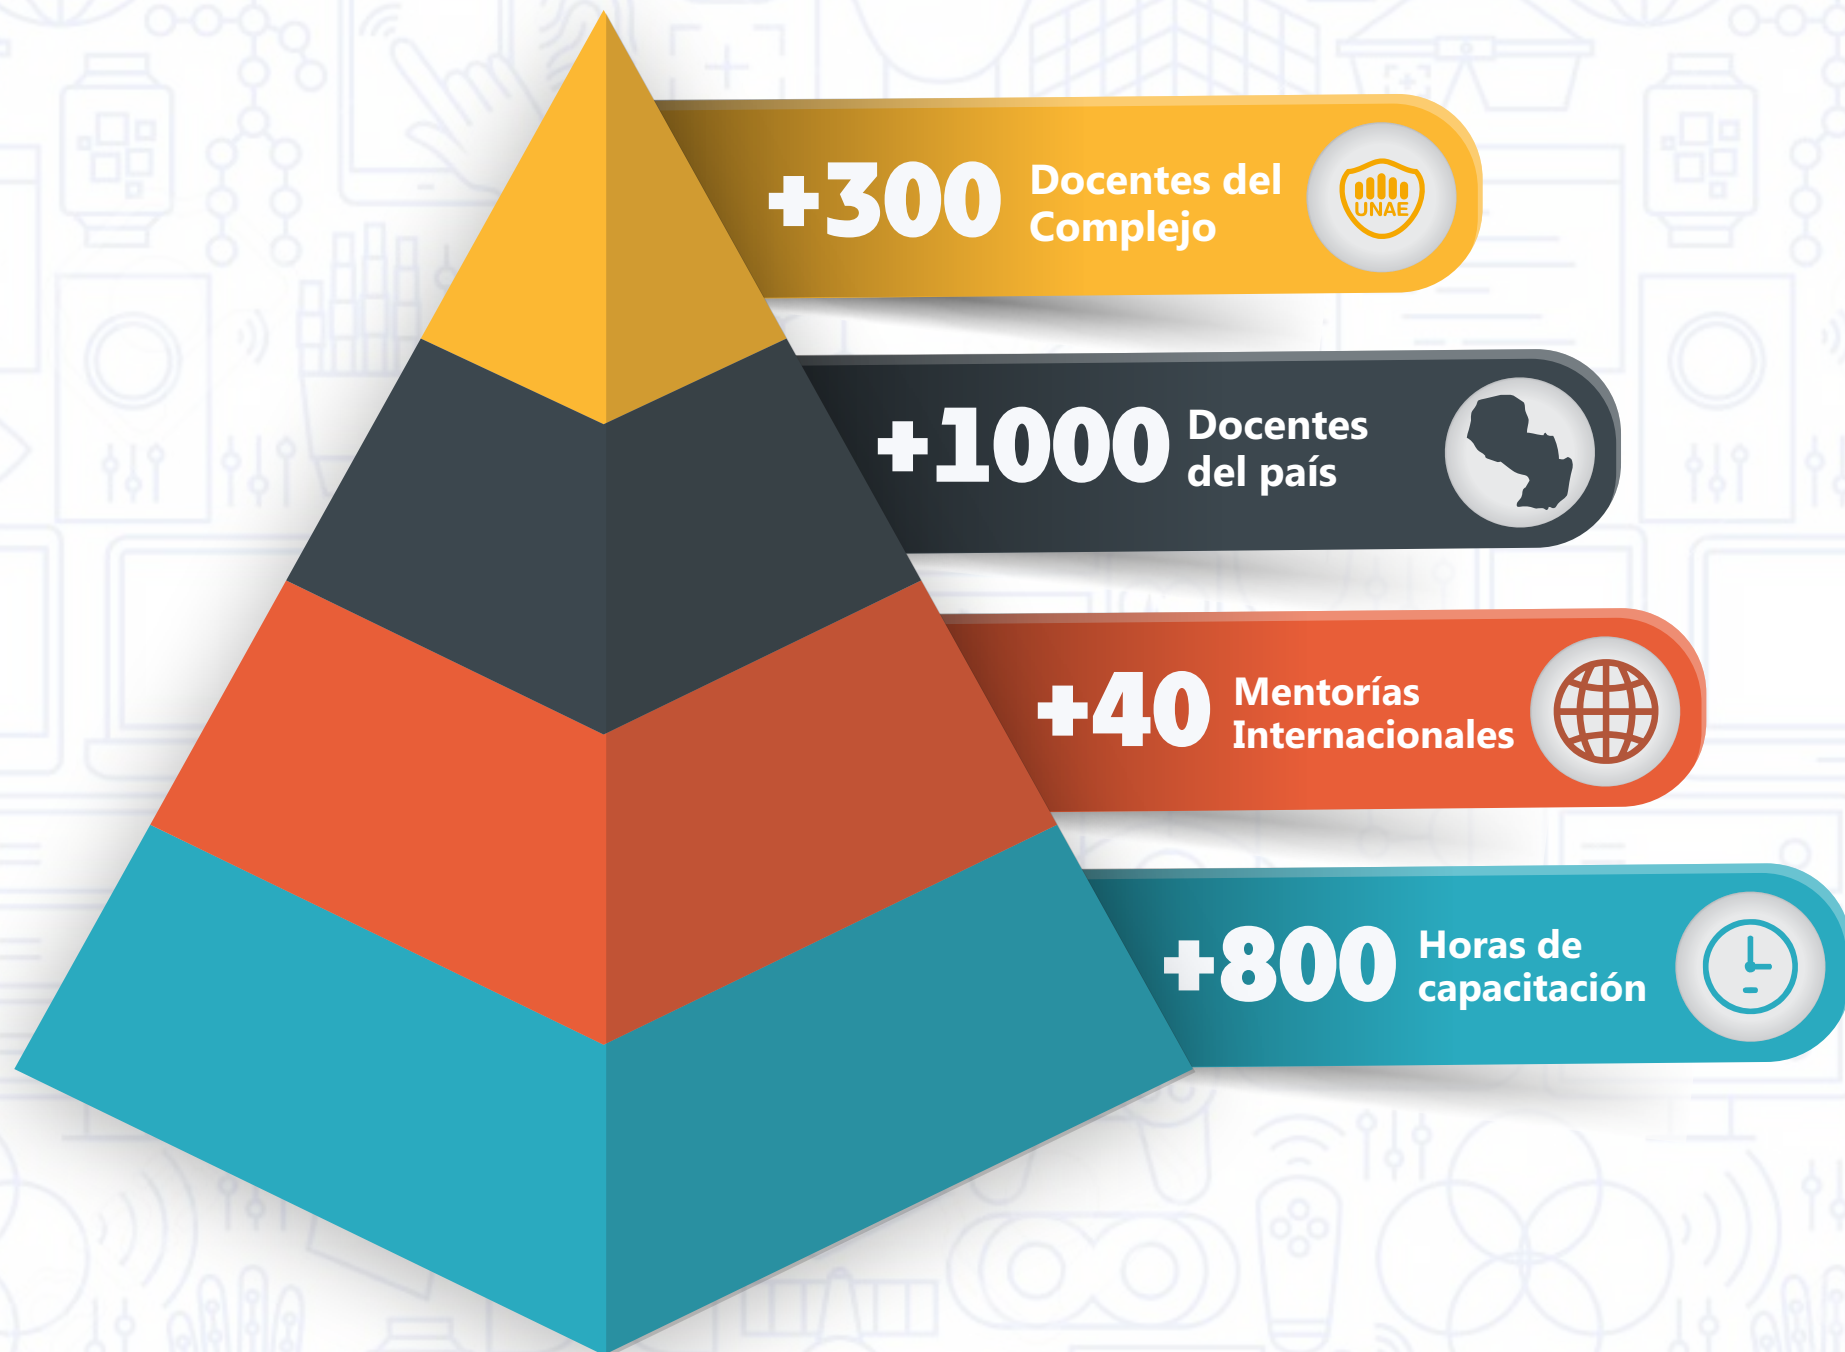 +300 Docentes del
Complejo
UNAE
+1000 Docentes
del país
+40 Mentorías
Internacionales
+800 Horas de
capacitación